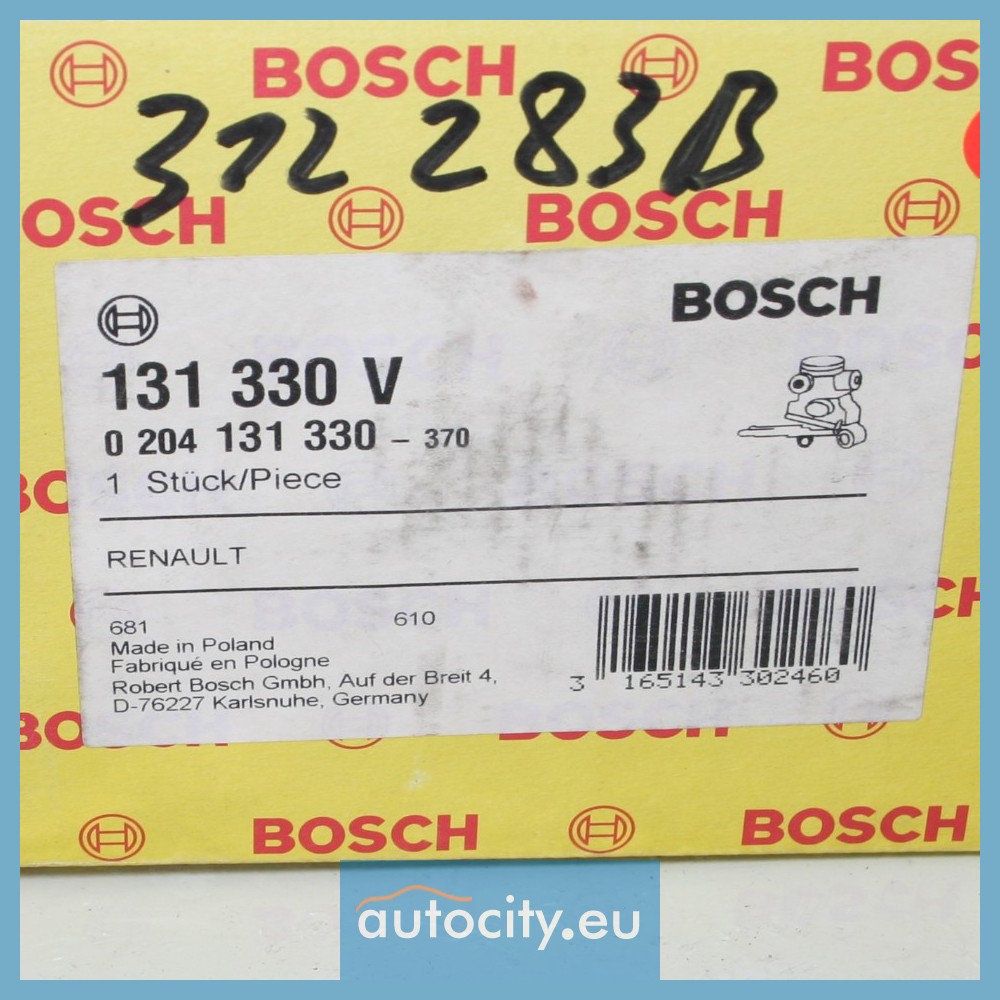 BOSCH BOS
312 283B
OSCH BOSCH
BOSCH
131 330 V
0 204 131 330 - 370
1 Stück/Piece
RENAULT
681 610
Made in Poland
Fabriqué en Pologne
Robert Bosch Gmbh, Auf der Breit 4,
D-76227 Karlsnuhe, Germany
3 165143 302460
BOSCH BOSCH
autocity.eu